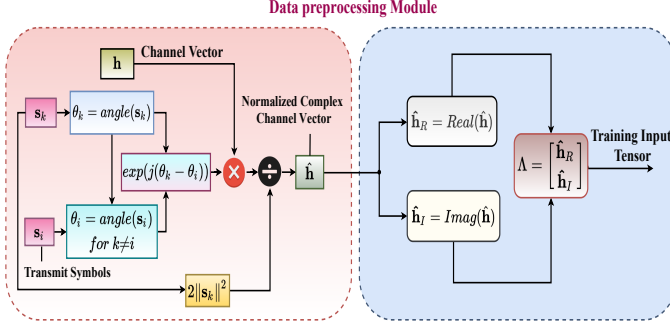 Data preprocessing Module
Channel Vector
h
Normalized Complex
Channel Vector
s_k
θ_k = angle(s_k)
exp(j(θ_k − θ_i))
×
÷
ĥ
s_i
θ_i = angle(s_i)
for k≠i
Transmit Symbols
2‖s_k‖²
ĥ_R = Real(ĥ)
ĥ_I = Imag(ĥ)
Λ = [ĥ_R
ĥ_I]
Training Input
Tensor